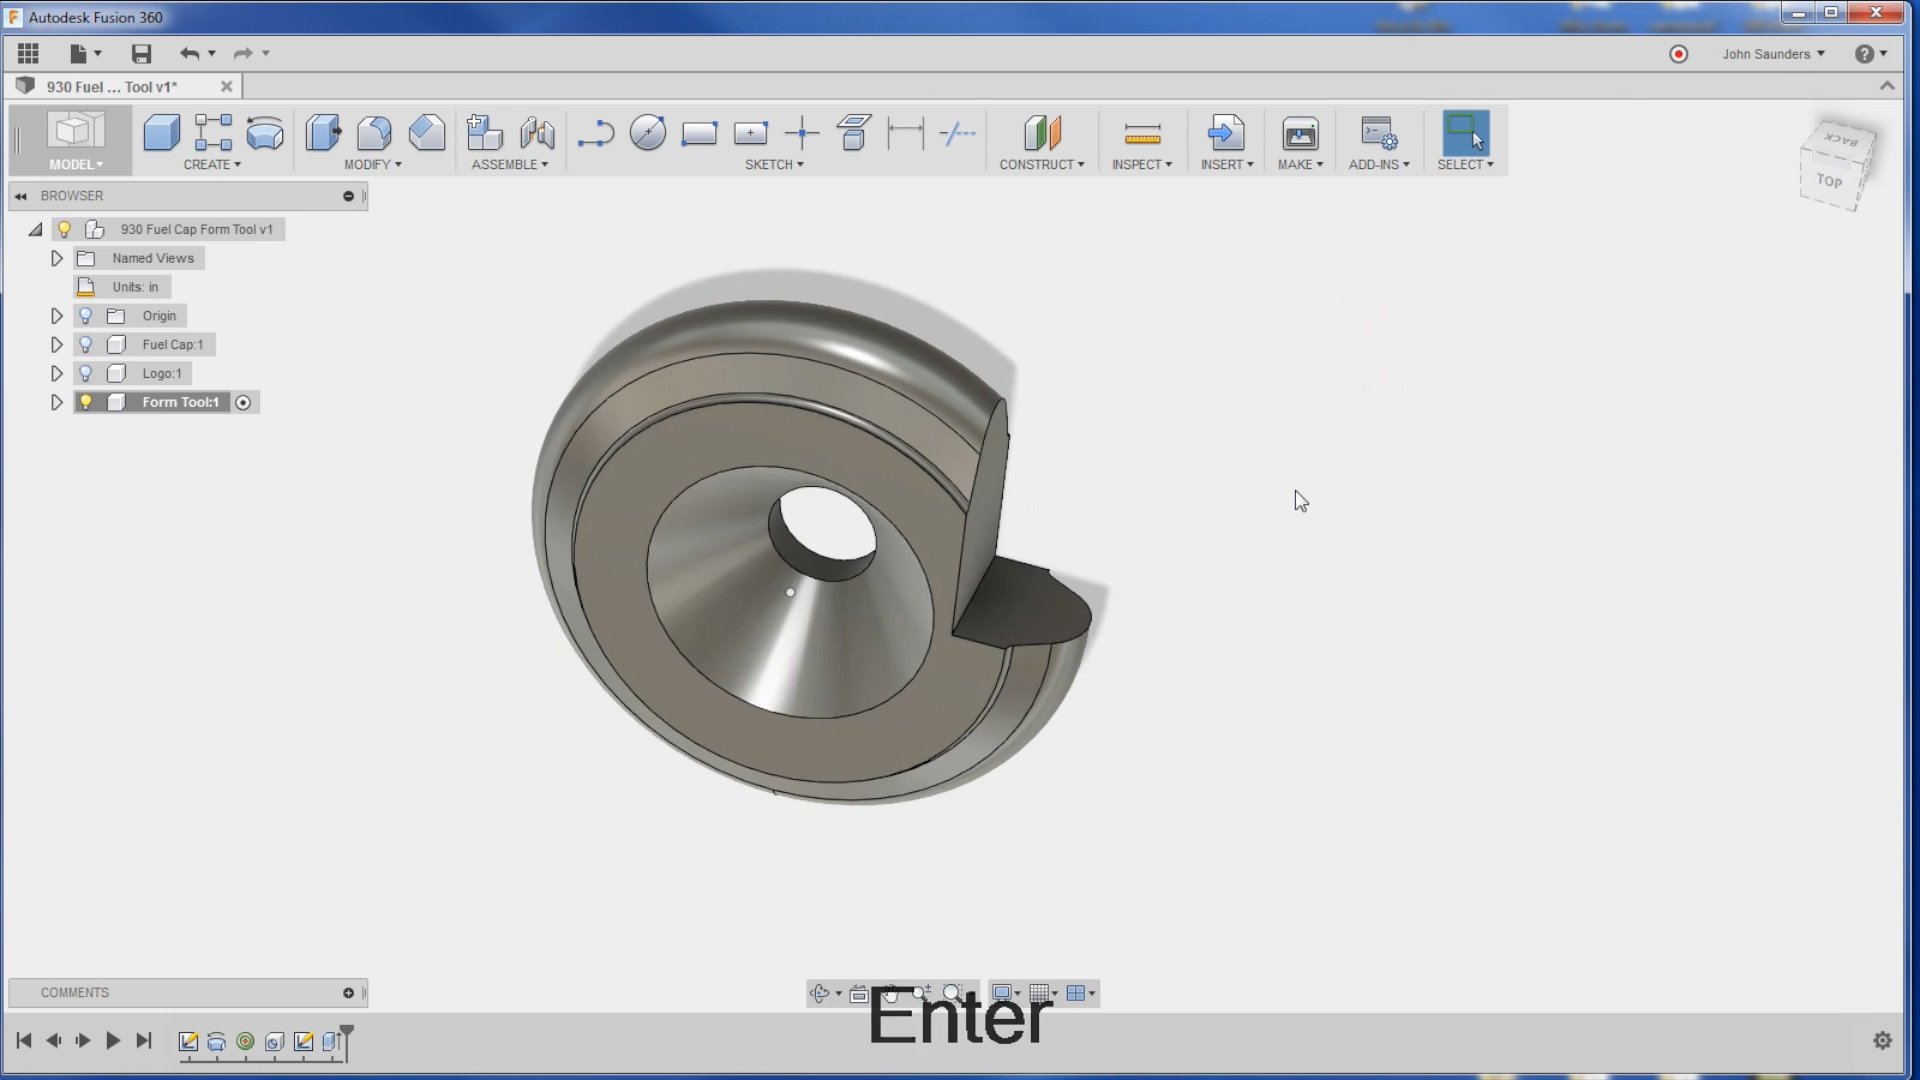 Autodesk Fusion 360
John Saunders
930 Fuel ... Tool v1*
MODEL
CREATE
MODIFY
ASSEMBLE
SKETCH
CONSTRUCT
INSPECT
INSERT
MAKE
ADD-INS
SELECT
BACK
TOP
BROWSER
930 Fuel Cap Form Tool v1
Named Views
Units: in
Origin
Fuel Cap:1
Logo:1
Form Tool:1
COMMENTS
Enter